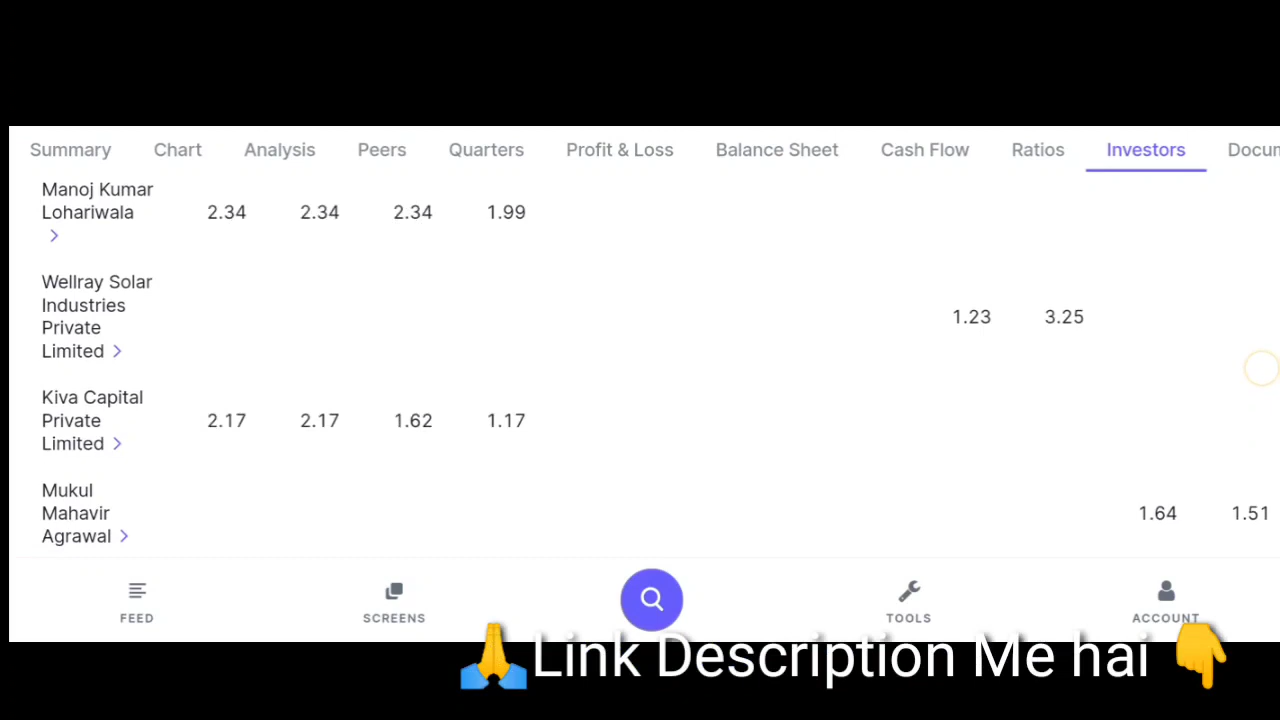 Summary Chart Analysis Peers Quarters Profit & Loss Balance Sheet Cash Flow Ratios Investors Docum
Manoj Kumar
Lohariwala 2.34 2.34 2.34 1.99
Wellray Solar
Industries
Private
Limited 1.23 3.25
Kiva Capital
Private 2.17 2.17 1.62 1.17
Limited
Mukul
Mahavir 1.64 1.51
Agrawal
FEED SCREENS TOOLS ACCOUNT
🙏Link Description Me hai 👇